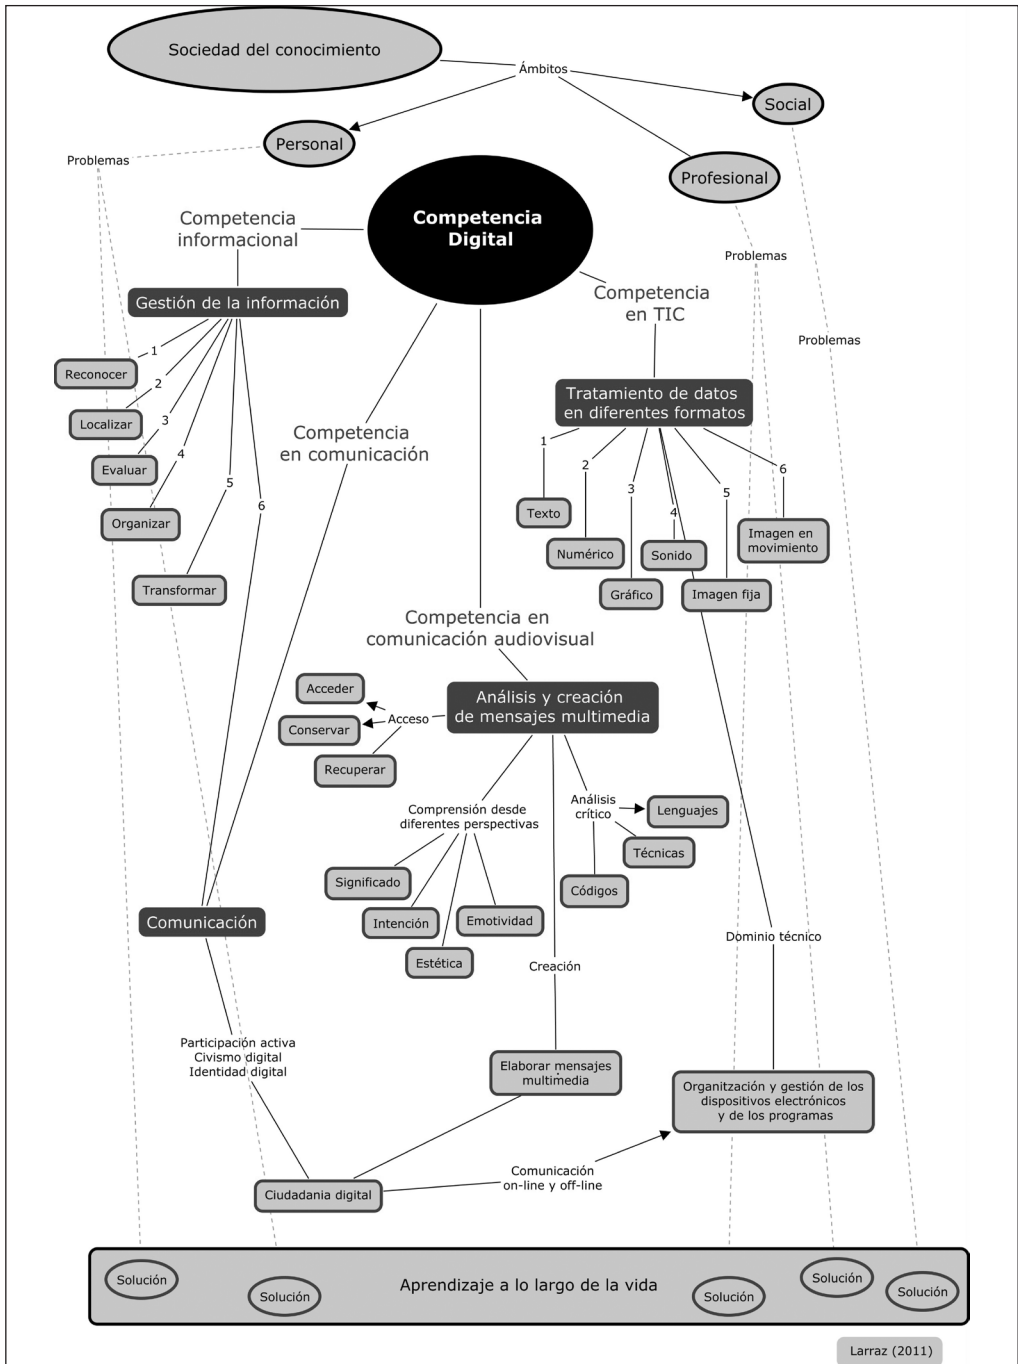 Sociedad del conocimiento
Ámbitos
Social
Personal
Problemas
Profesional
Competencia
Digital
Competencia
informacional
Problemas
Competencia
en TIC
Gestión de la información
Problemas
1
Reconocer
2
Localizar
3
Evaluar
4
Organizar
5
Transformar
6
Tratamiento de datos
en diferentes formatos
Competencia
en comunicación
1
Texto
2
Numérico
3
Gráfico
4
Sonido
5
Imagen fija
6
Imagen en
movimiento
Competencia en
comunicación audiovisual
Análisis y creación
de mensajes multimedia
Acceder
Acceso
Conservar
Recuperar
Comprensión desde
diferentes perspectivas
Análisis
crítico
Lenguajes
Técnicas
Códigos
Significado
Intención
Emotividad
Estética
Comunicación
Dominio técnico
Creación
Participación activa
Civismo digital
Identidad digital
Elaborar mensajes
multimedia
Organitzación y gestión de los
dispositivos electrónicos
y de los programas
Comunicación
on-line y off-line
Ciudadania digital
Solución
Solución
Aprendizaje a lo largo de la vida
Solución
Solución
Solución
Larraz (2011)